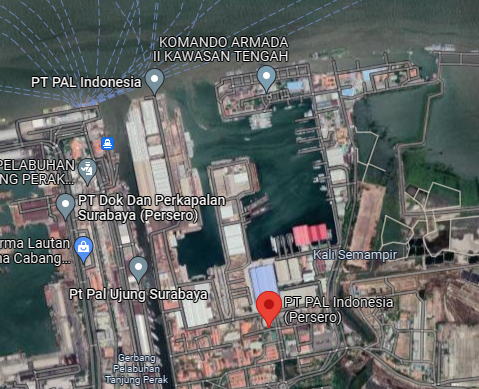 KOMANDO ARMADA
II KAWASAN TENGAH
PT PAL Indonesia
PELABUHAN
NG PERAK...
PT Dok Dan Perkapalan
Surabaya (Persero)
rma Lautan
na Cabang...
Kali Semampir
Pt Pal Ujung Surabaya
PT PAL Indonesia
(Persero)
Gerbang
Pelabuhan
Tanjung Perak